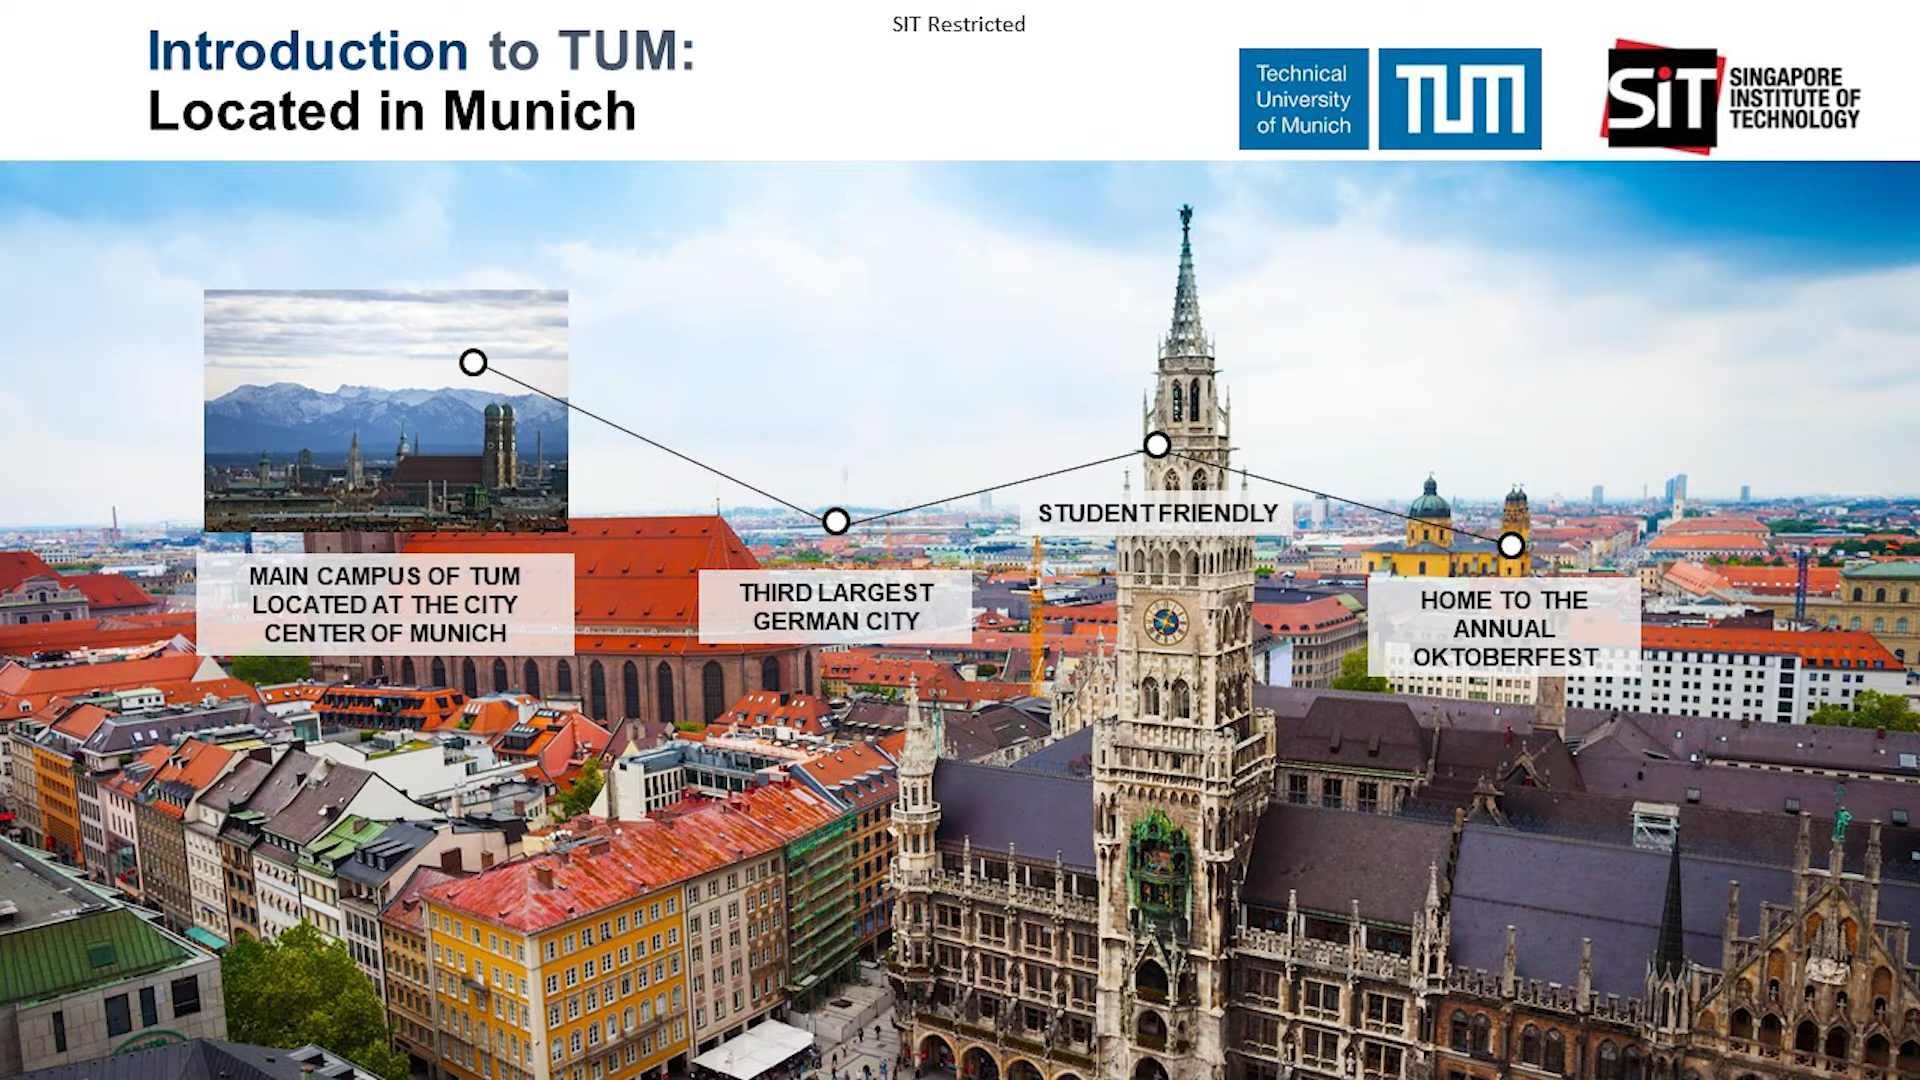 SIT Restricted
Introduction to TUM:
Located in Munich
Technical
University
of Munich
TUM
SiT
SINGAPORE
INSTITUTE OF
TECHNOLOGY
MAIN CAMPUS OF TUM
LOCATED AT THE CITY
CENTER OF MUNICH
THIRD LARGEST
GERMAN CITY
STUDENT FRIENDLY
HOME TO THE
ANNUAL
OKTOBERFEST